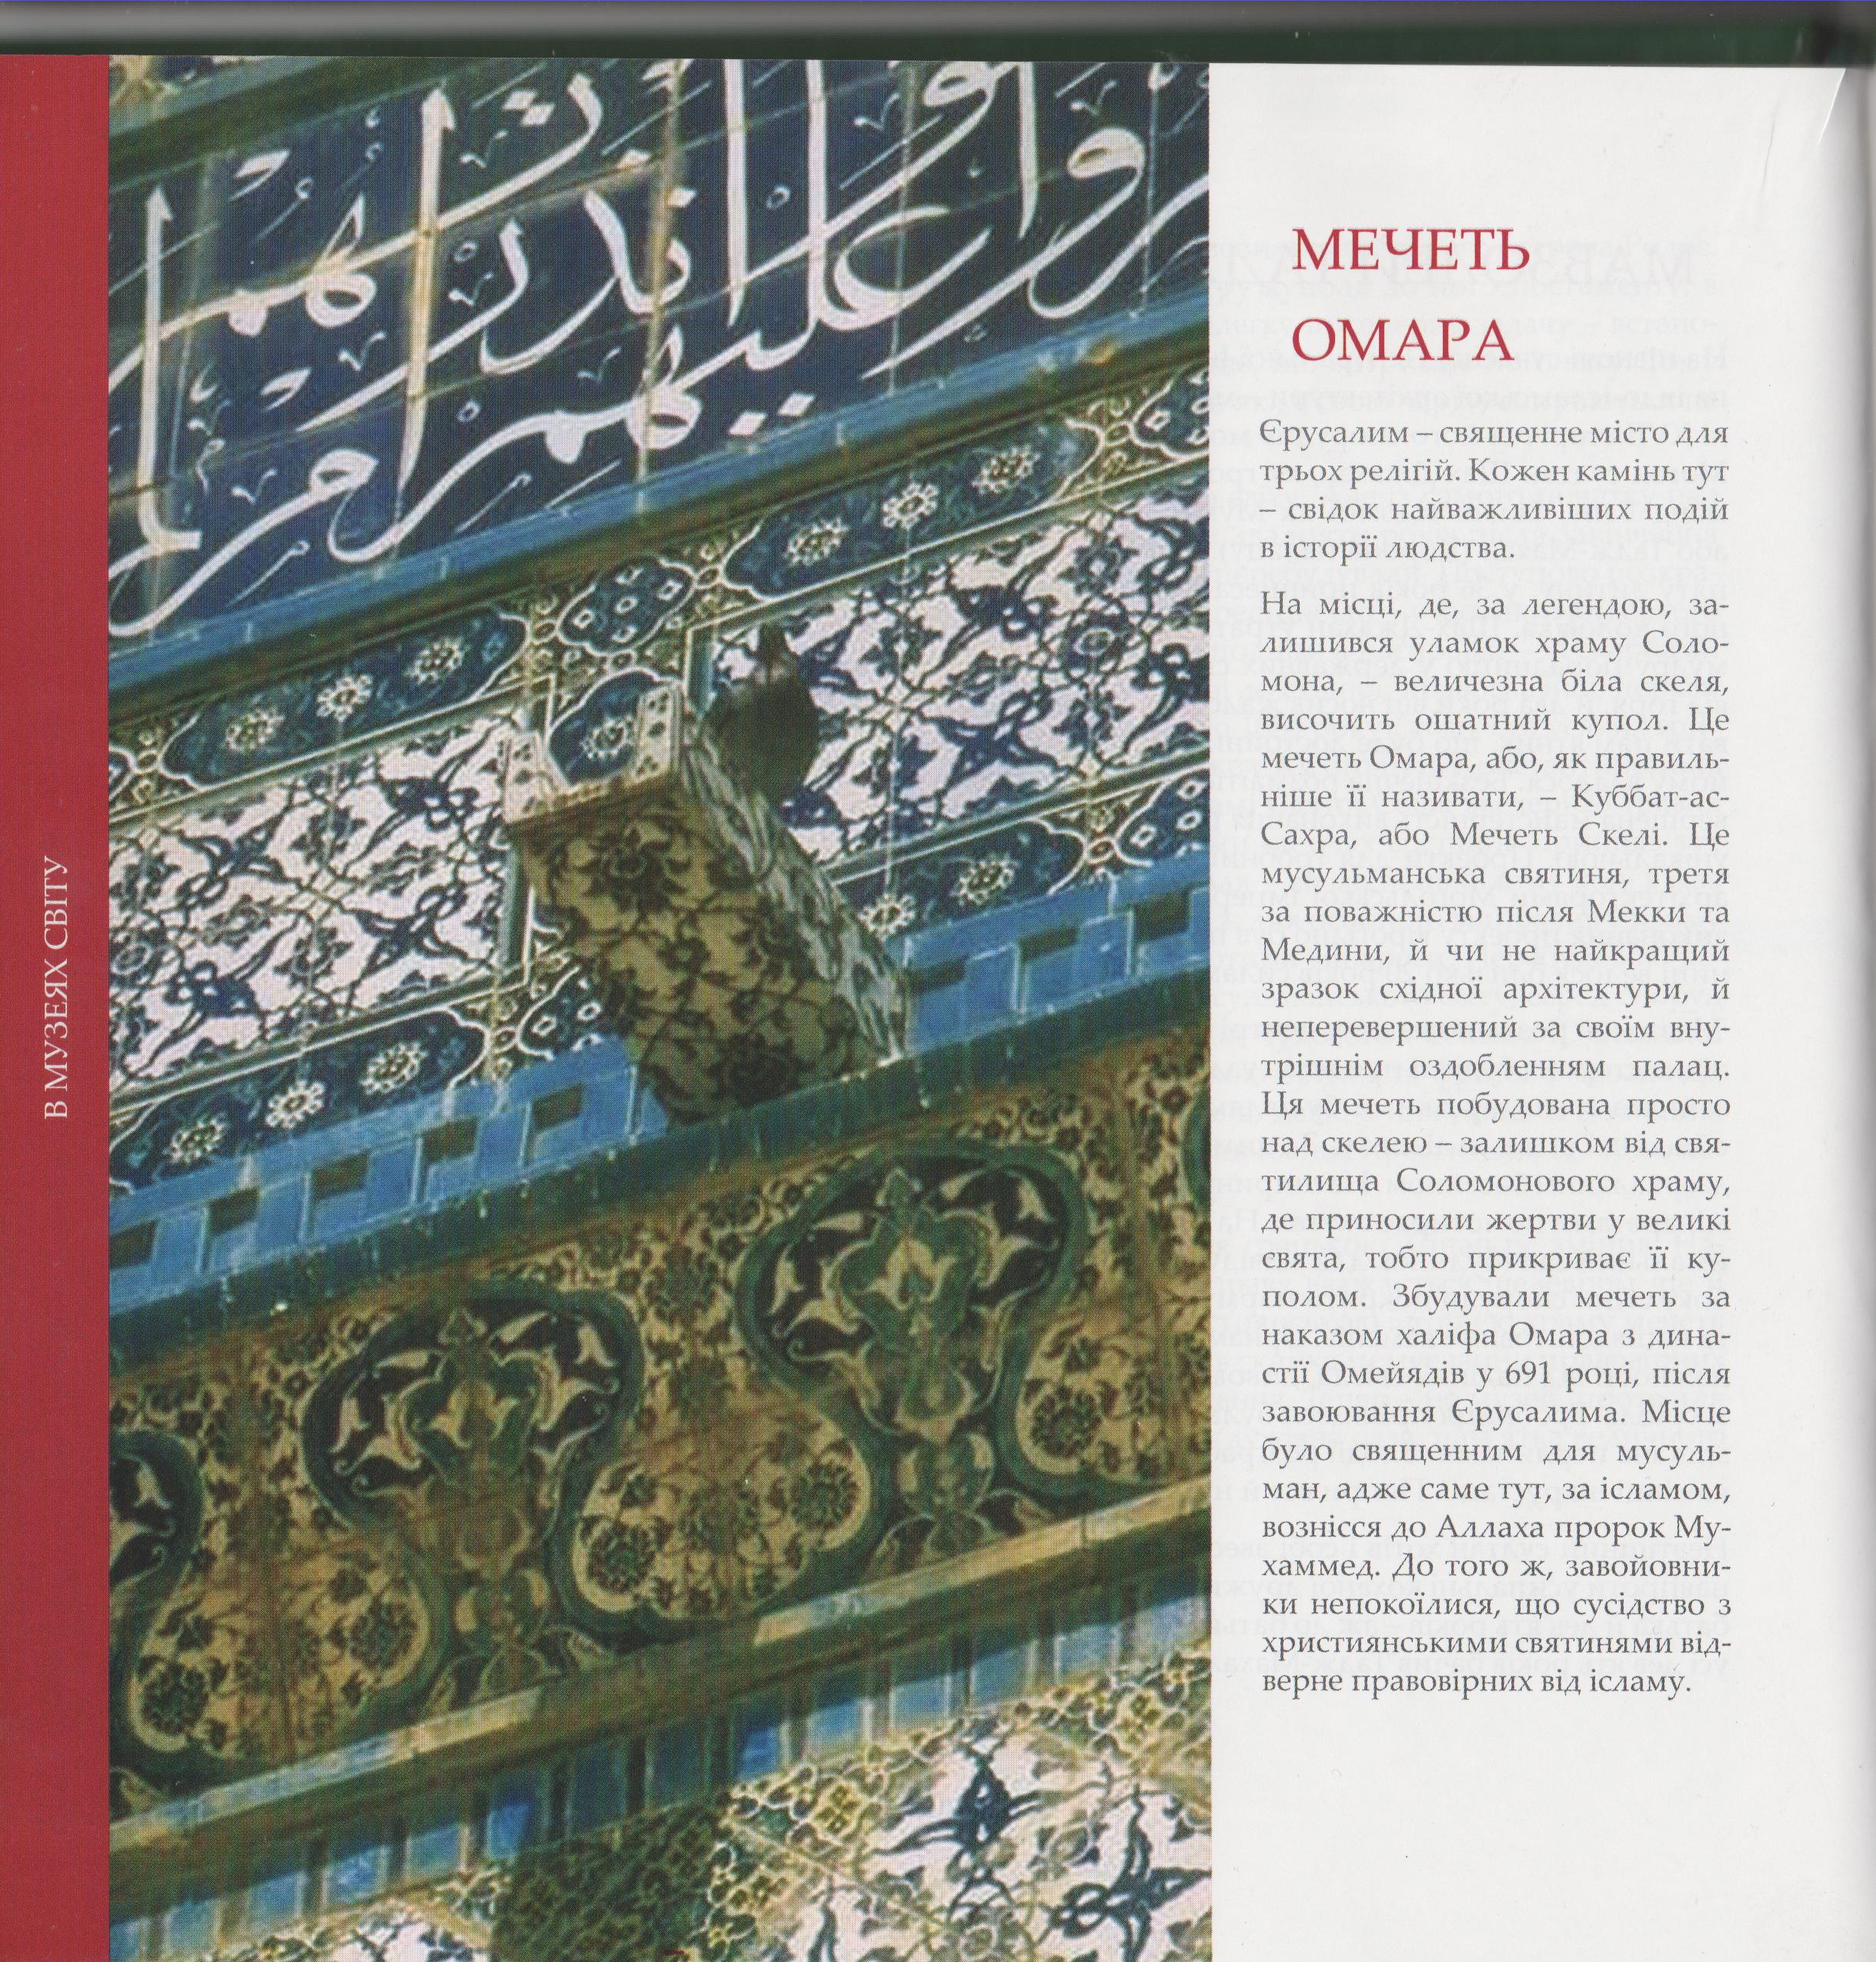 В МУЗЕЯХ СВІТУ
МЕЧЕТЬ
ОМАРА
Єрусалим – священне місто для
трьох релігій. Кожен камінь тут
– свідок найважливіших подій
в історії людства.
На місці, де, за легендою, за-
лишився уламок храму Соло-
мона, – величезна біла скеля,
височить ошатний купол. Це
мечеть Омара, або, як правиль-
ніше її називати, – Куббат-ас-
Сахра, або Мечеть Скелі. Це
мусульманська святиня, третя
за поважністю після Мекки та
Медини, й чи не найкращий
зразок східної архітектури, й
неперевершений за своїм вну-
трішнім оздобленням палац.
Ця мечеть побудована просто
над скелею – залишком від свя-
тилища Соломонового храму,
де приносили жертви у великі
свята, тобто прикриває її ку-
полом. Збудували мечеть за
наказом халіфа Омара з дина-
стії Омейядів у 691 році, після
завоювання Єрусалима. Місце
було священним для мусуль-
ман, адже саме тут, за ісламом,
вознісся до Аллаха пророк Му-
хаммед. До того ж, завойовни-
ки непокоїлися, що сусідство з
християнськими святинями від-
верне правовірних від ісламу.